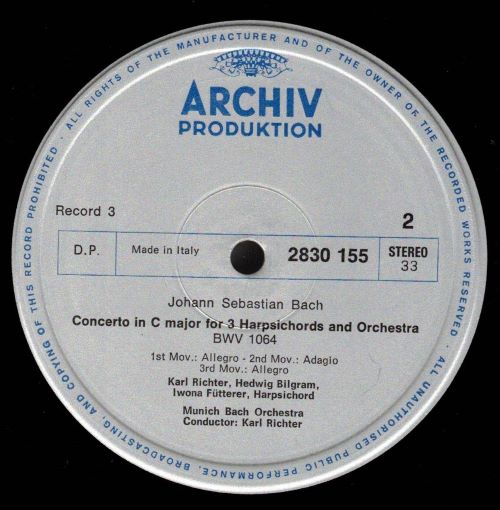 ALL RIGHTS OF THE MANUFACTURER AND OF THE OWNER OF THE RECORDED WORKS RESERVED · ALL UNAUTHORISED PUBLIC PERFORMANCE, BROADCASTING, AND COPYING OF THIS RECORD PROHIBITED ·
ARCHIV
PRODUKTION
Record 3
2
D.P.
Made in Italy
2830 155
STEREO
33
Johann Sebastian Bach
Concerto in C major for 3 Harpsichords and Orchestra
BWV 1064
1st Mov.: Allegro - 2nd Mov.: Adagio
3rd Mov.: Allegro
Karl Richter, Hedwig Bilgram,
Iwona Fütterer, Harpsichord
Munich Bach Orchestra
Conductor: Karl Richter